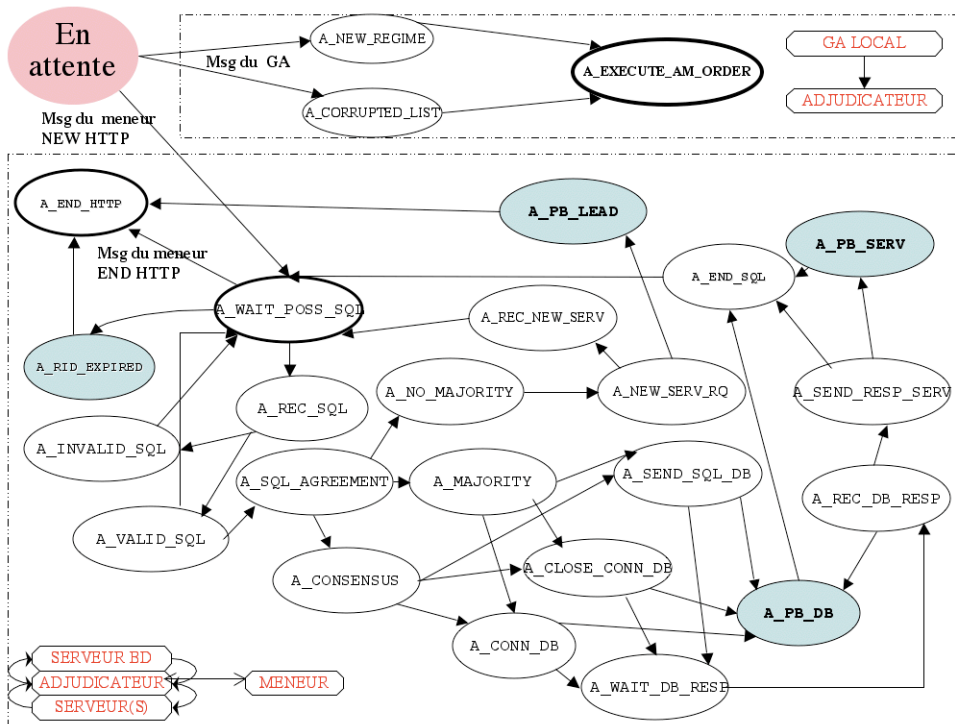 En
attente
A_NEW_REGIME
Msg du GA
A_CORRUPTED_LIST
A_EXECUTE_AM_ORDER
GA LOCAL
ADJUDICATEUR
Msg du meneur
NEW HTTP
A_END_HTTP
A_PB_LEAD
A_PB_SERV
Msg du meneur
END HTTP
A_END_SQL
A_WAIT_POSS_SQL
A_REC_NEW_SERV
A_RID_EXPIRED
A_NO_MAJORITY
A_NEW_SERV_RQ
A_SEND_RESP_SERV
A_REC_SQL
A_INVALID_SQL
A_SQL_AGREEMENT
A_MAJORITY
A_SEND_SQL_DB
A_REC_DB_RESP
A_VALID_SQL
A_CONSENSUS
A_CLOSE_CONN_DB
A_PB_DB
A_CONN_DB
A_WAIT_DB_RESP
SERVEUR BD
ADJUDICATEUR
MENEUR
SERVEUR(S)